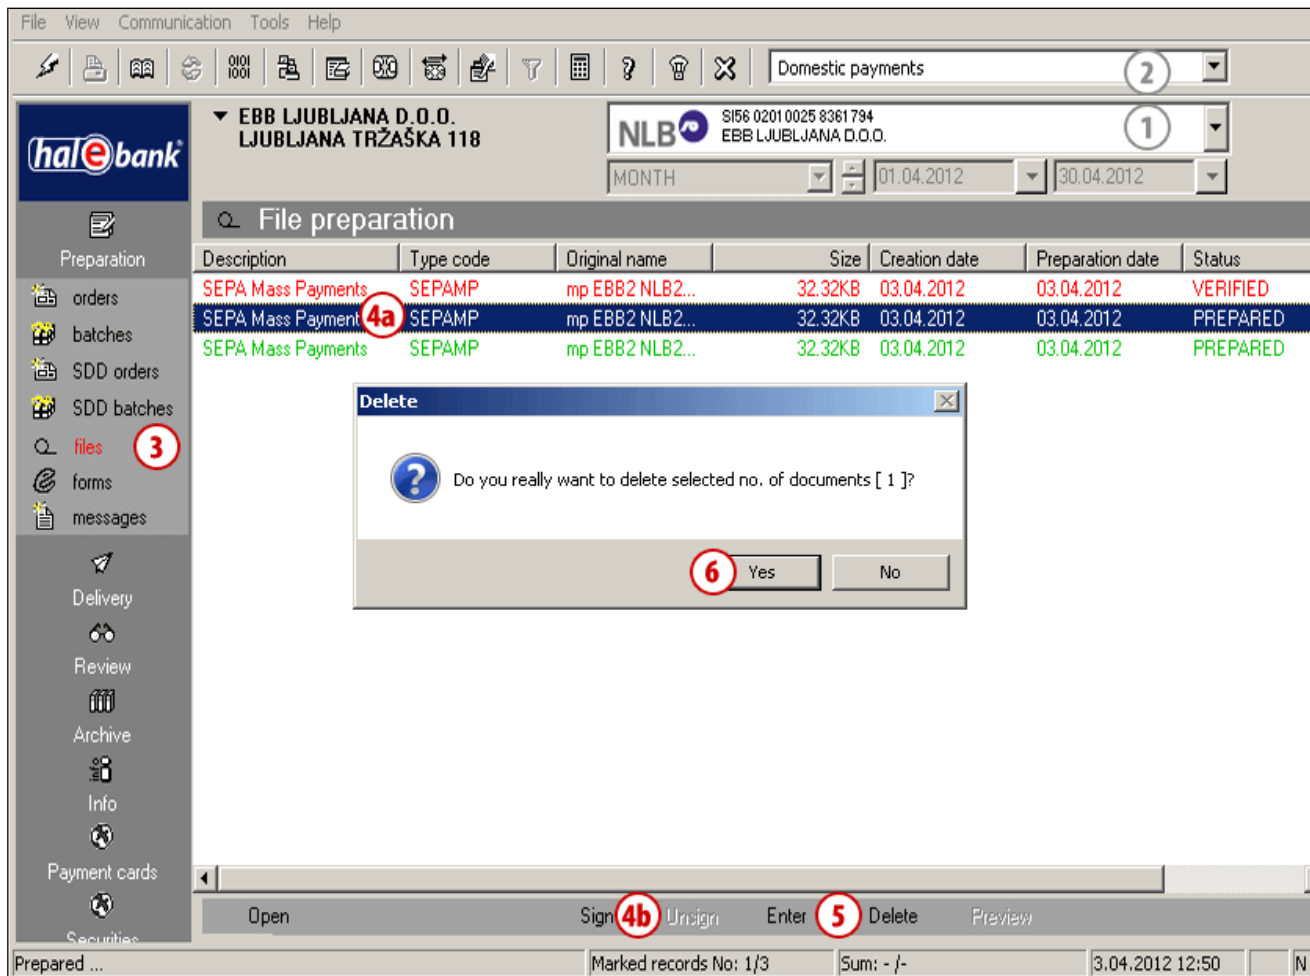 File View Communication Tools Help
Domestic payments 2
hal e bank
EBB LJUBLJANA D.O.O.
LJUBLJANA TRŽAŠKA 118
NLB
SI56 0201 0025 8361 794
EBB LJUBLJANA D.O.O.
1
MONTH 01.04.2012 30.04.2012
File preparation
Description Type code Original name Size Creation date Preparation date Status
SEPA Mass Payments SEPAMP mp EBB2 NLB2... 32.32KB 03.04.2012 03.04.2012 VERIFIED
SEPA Mass Payment 4a SEPAMP mp EBB2 NLB2... 32.32KB 03.04.2012 03.04.2012 PREPARED
SEPA Mass Payments SEPAMP mp EBB2 NLB2... 32.32KB 03.04.2012 03.04.2012 PREPARED
Preparation
orders
batches
SDD orders
SDD batches
files 3
forms
messages
Delivery
Review
Archive
Info
Payment cards
Securities
Delete
Do you really want to delete selected no. of documents [ 1 ]?
6 Yes No
Open Sign 4b Unsign Enter 5 Delete Preview
Prepared ... Marked records No: 1/3 Sum: - /- 3.04.2012 12:50 N